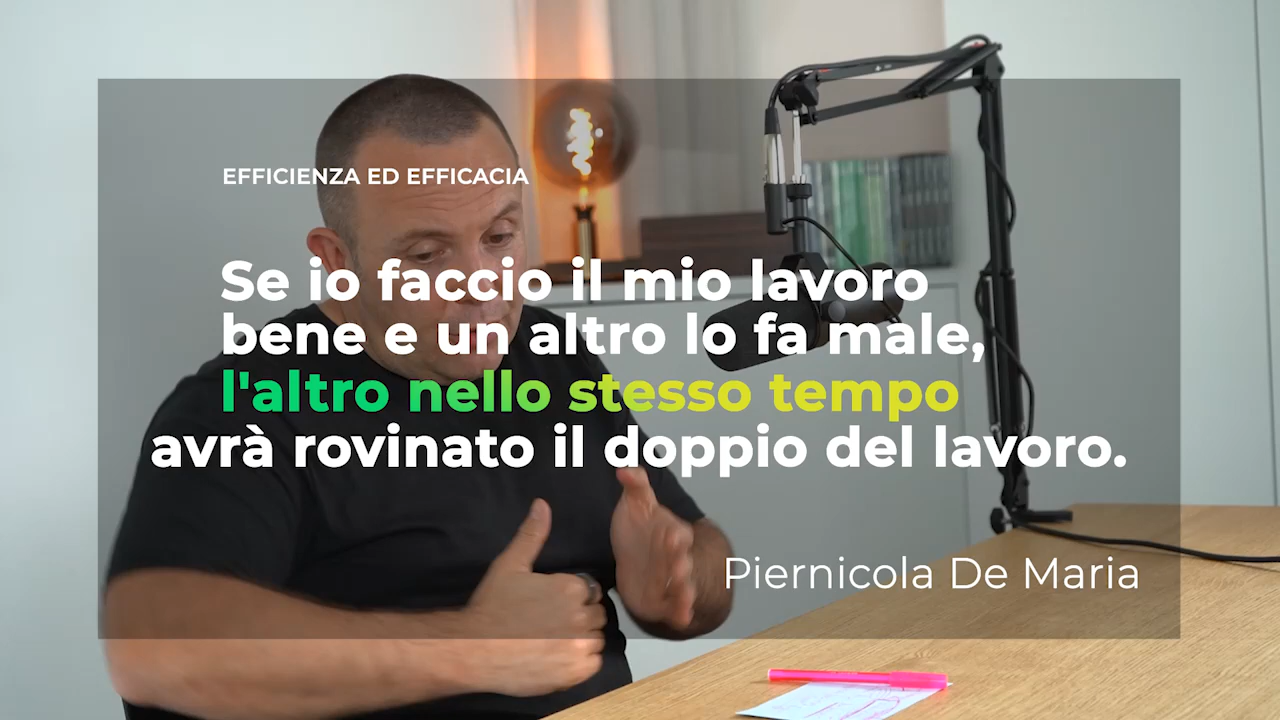 EFFICIENZA ED EFFICACIA
Se io faccio il mio lavoro
bene e un altro lo fa male,
l'altro nello stesso tempo
avrà rovinato il doppio del lavoro.
Piernicola De Maria